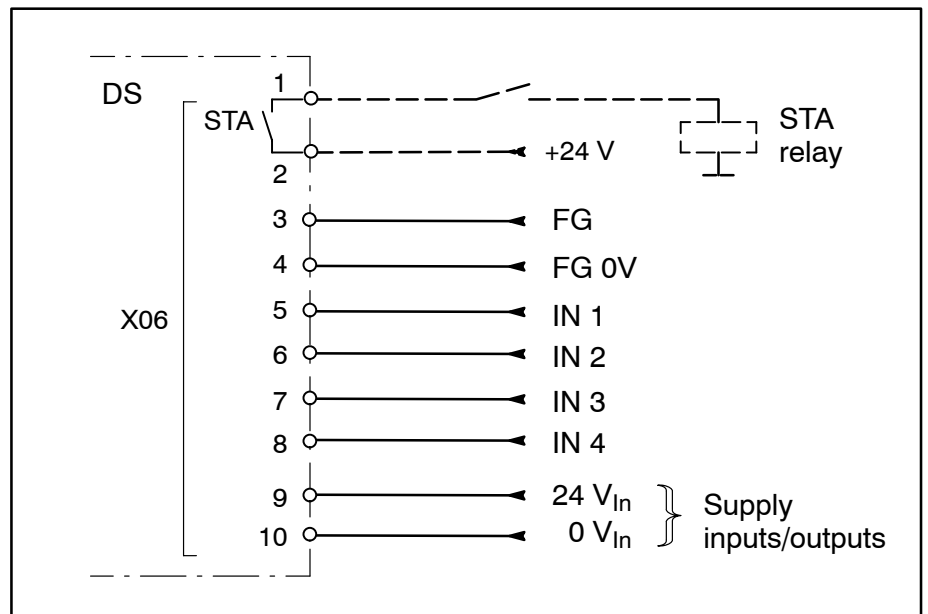 DS
1
STA
STA
relay
2
+24 V
3
FG
4
FG 0V
X06
5
IN 1
6
IN 2
7
IN 3
8
IN 4
9
24 VIn
Supply
10
0 VIn
inputs/outputs